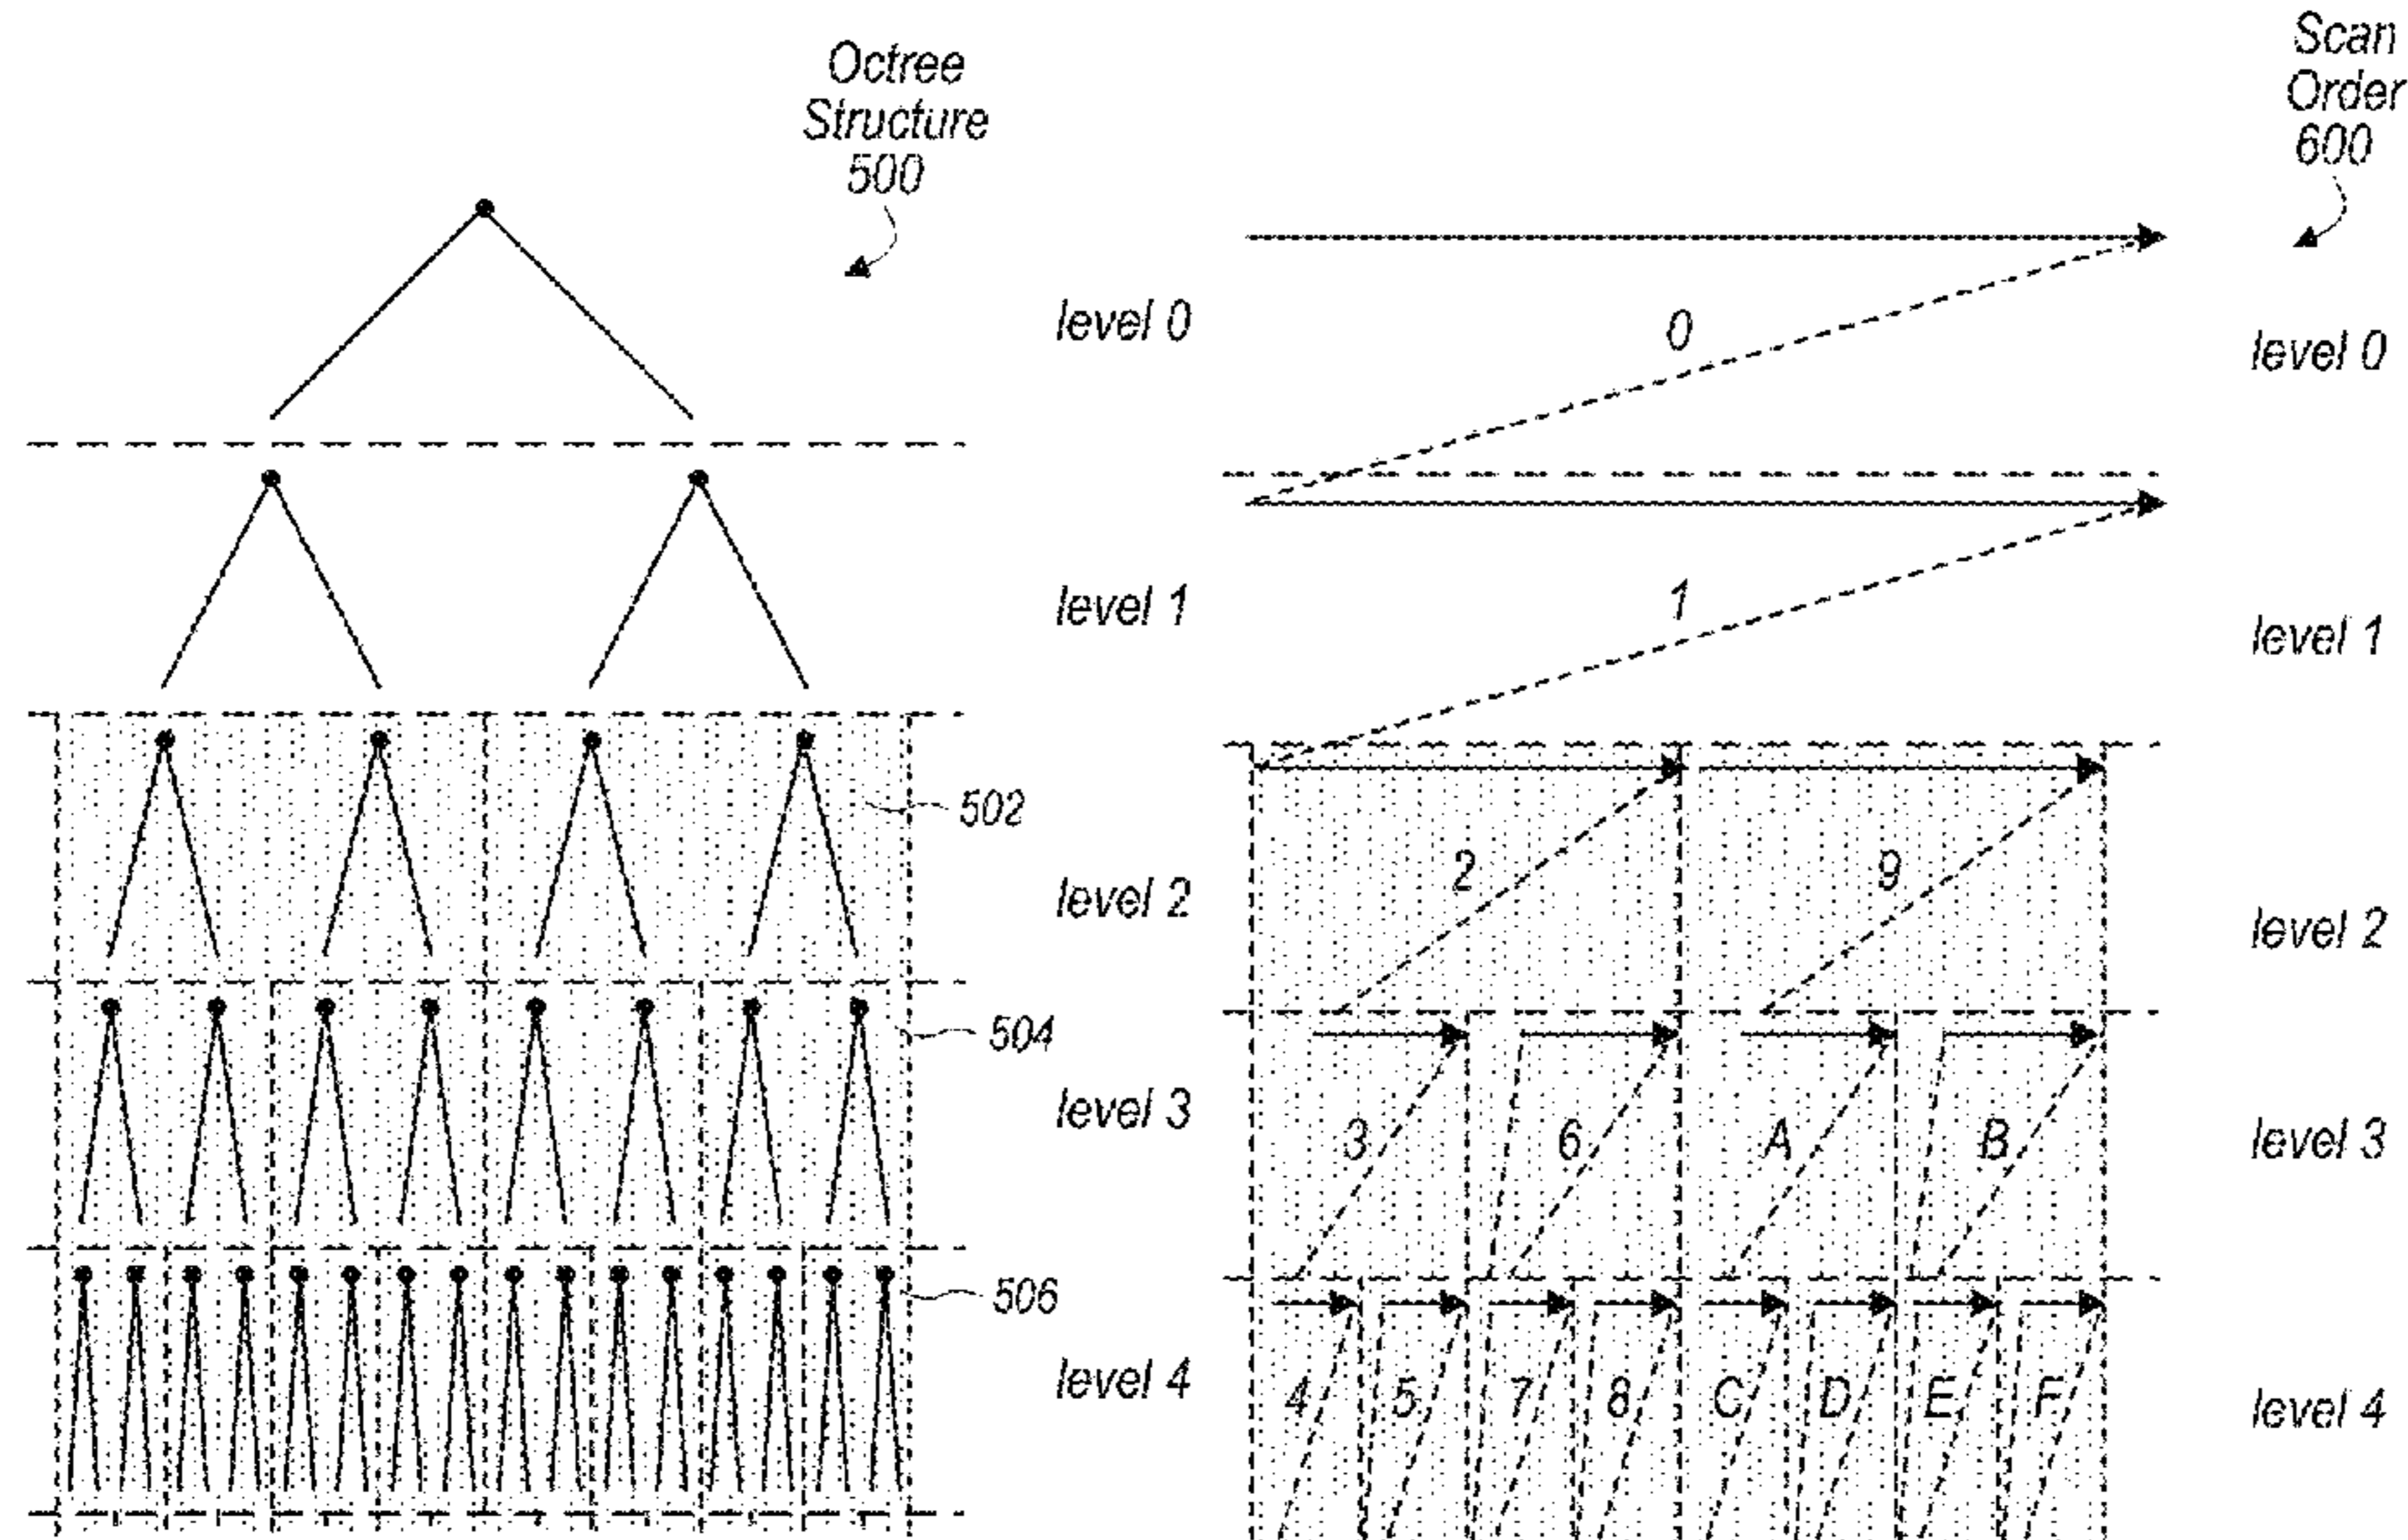 Octree
Structure
500
level 0
level 1
502
level 2
504
level 3
506
level 4
Scan
Order
600
0
level 0
1
level 1
2 9
level 2
3 6 A B
level 3
4 5 7 8 C D E F
level 4